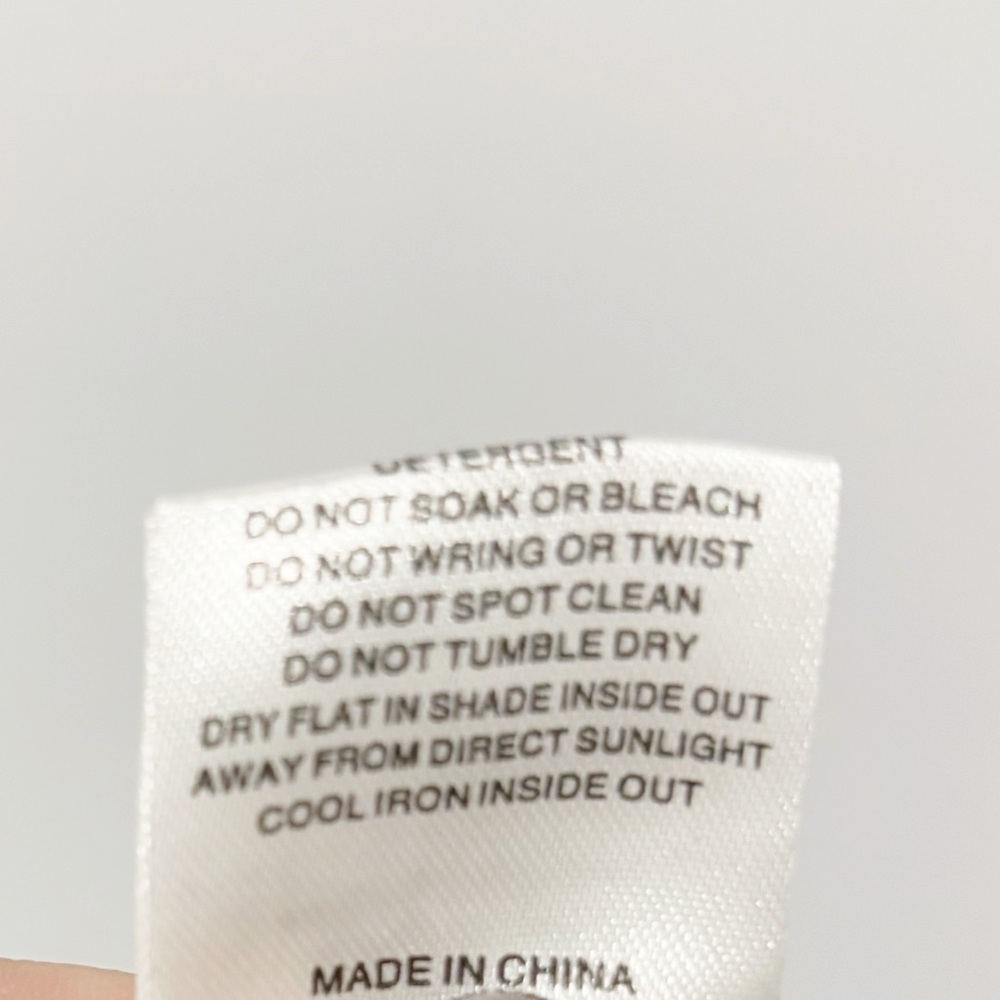 DETERGENT
DO NOT SOAK OR BLEACH
DO NOT WRING OR TWIST
DO NOT SPOT CLEAN
DO NOT TUMBLE DRY
DRY FLAT IN SHADE INSIDE OUT
AWAY FROM DIRECT SUNLIGHT
COOL IRON INSIDE OUT
MADE IN CHINA